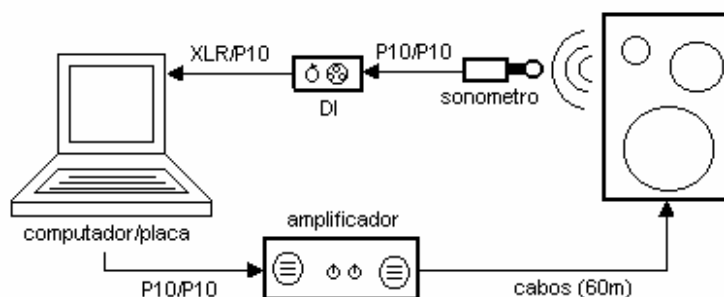 XLR/P10
P10/P10
DI
sonometro
computador/placa
amplificador
P10/P10
cabos (60m)